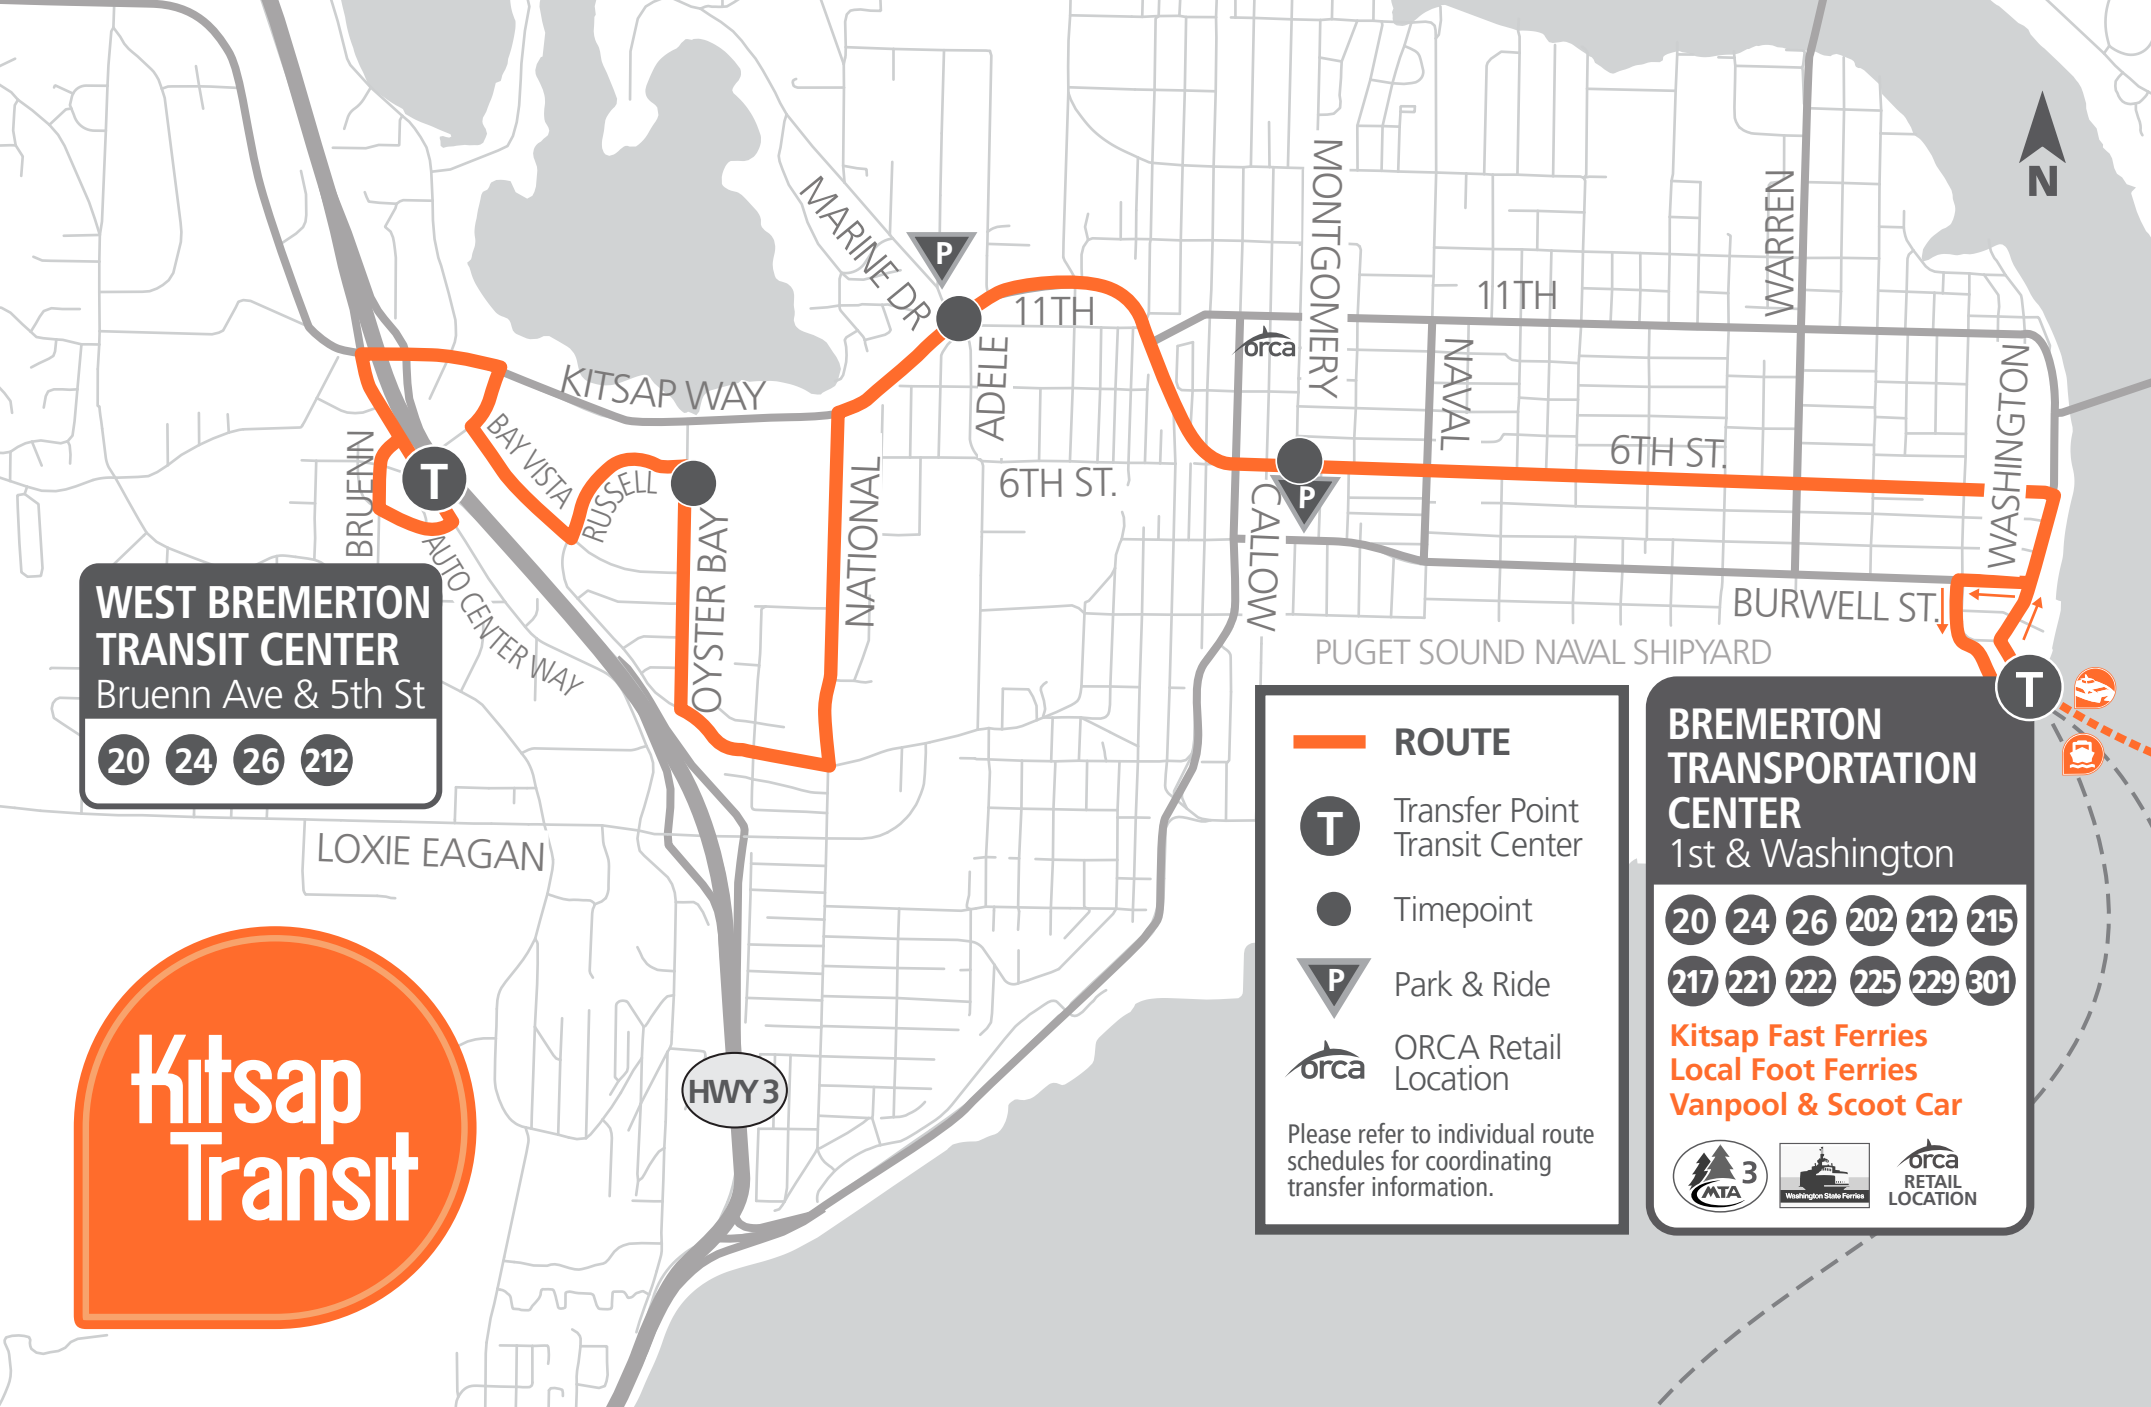 N
MARINE DR
P
MONTGOMERY
WARREN
11TH
11TH
orca
ADELE
NAVAL
WASHINGTON
KITSAP WAY
BAY VISTA
BRUENN
T
RUSSELL
6TH ST.
6TH ST.
NATIONAL
P
CALLOW
OYSTER BAY
AUTO CENTER WAY
BURWELL ST.
PUGET SOUND NAVAL SHIPYARD
T
WEST BREMERTON
TRANSIT CENTER
Bruenn Ave & 5th St
20 24 26 212
LOXIE EAGAN
HWY 3
Kitsap
Transit
ROUTE
T
Transfer Point
Transit Center
Timepoint
P
Park & Ride
orca
ORCA Retail
Location
Please refer to individual route
schedules for coordinating
transfer information.
BREMERTON
TRANSPORTATION
CENTER
1st & Washington
20 24 26 202 212 215
217 221 222 225 229 301
Kitsap Fast Ferries
Local Foot Ferries
Vanpool & Scoot Car
MTA 3
Washington State Ferries
orca
RETAIL
LOCATION